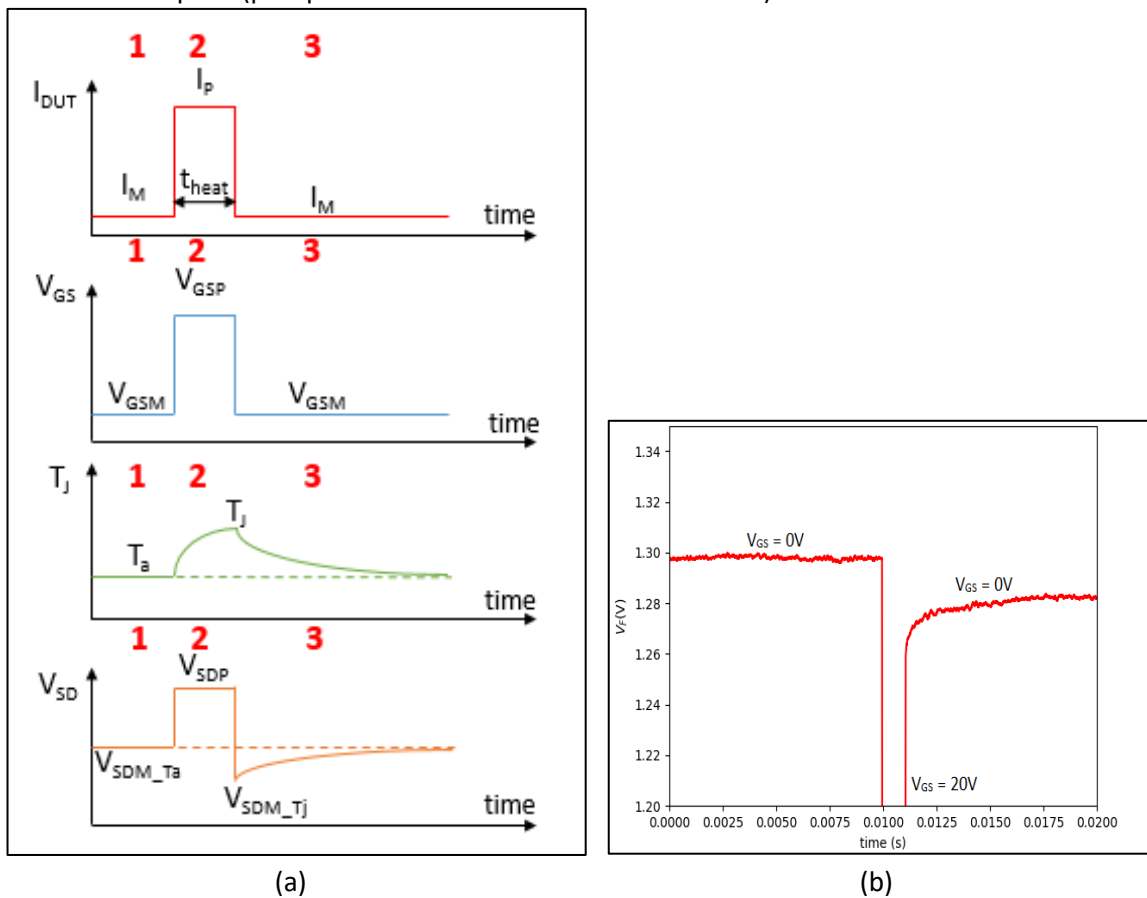 1 2 3
I_P
I_DUT
I_M t_heat I_M
time
1 2 3
V_GS V_GSP
V_GSM V_GSM
time
T_J 1 2 3
T_J
T_a
time
1 2 3
V_SD V_SDP
V_SDM_Ta
V_SDM_Tj
time
(a)
1.34
1.32
1.30
1.28
1.26
1.24
1.22
1.20
V_F(V)
V_GS = 0V
V_GS = 0V
V_GS = 20V
0.0000 0.0025 0.0050 0.0075 0.0100 0.0125 0.0150 0.0175 0.0200
time (s)
(b)